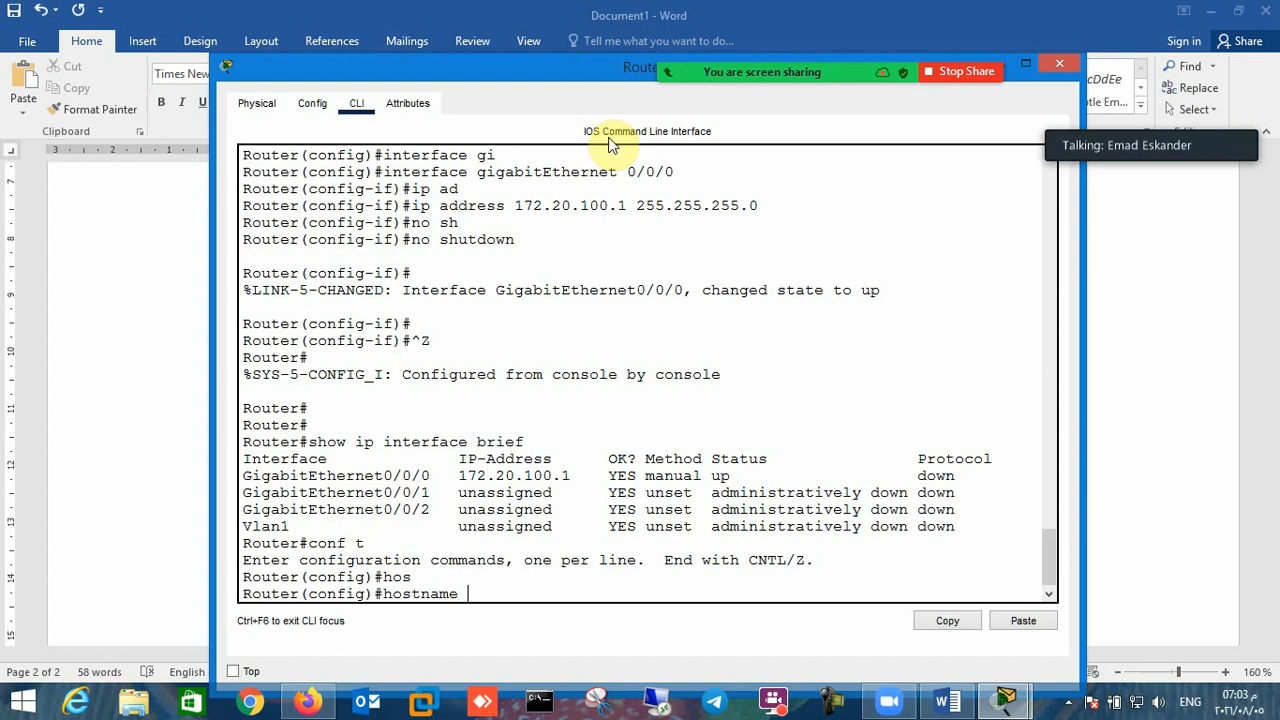 Document1 - Word
File Home Insert Design Layout References Mailings Review View Tell me what you want to do... Sign in Share
Cut
Copy
Paste Format Painter
Clipboard
Times New
B I
Find
Replace
Select
Router
You are screen sharing Stop Share
Talking: Emad Eskander
Physical Config CLI Attributes
IOS Command Line Interface
Router(config)#interface gi
Router(config)#interface gigabitEthernet 0/0/0
Router(config-if)#ip ad
Router(config-if)#ip address 172.20.100.1 255.255.255.0
Router(config-if)#no sh
Router(config-if)#no shutdown
Router(config-if)#
%LINK-5-CHANGED: Interface GigabitEthernet0/0/0, changed state to up
Router(config-if)#
Router(config-if)#^Z
Router#
%SYS-5-CONFIG_I: Configured from console by console
Router#
Router#
Router#show ip interface brief
Interface IP-Address OK? Method Status Protocol
GigabitEthernet0/0/0 172.20.100.1 YES manual up down
GigabitEthernet0/0/1 unassigned YES unset administratively down down
GigabitEthernet0/0/2 unassigned YES unset administratively down down
Vlan1 unassigned YES unset administratively down down
Router#conf t
Enter configuration commands, one per line. End with CNTL/Z.
Router(config)#hos
Router(config)#hostname
Ctrl+F6 to exit CLI focus
Copy Paste
Top
Page 2 of 2 58 words English 160 %
ENG
07:03 م
٢٠٢١/٠٨/٠٥